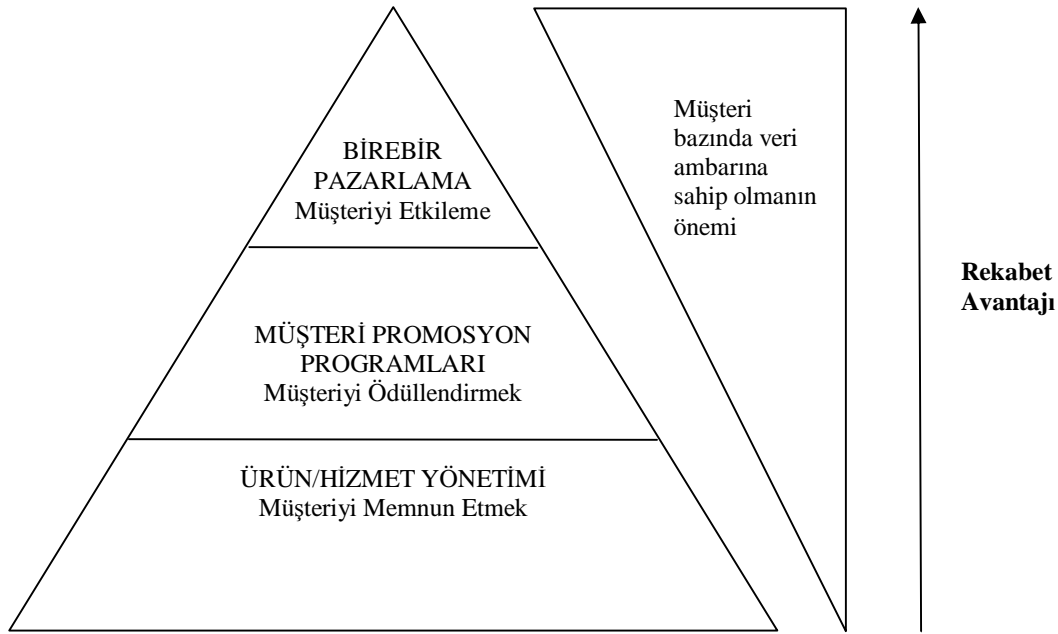 BİREBİR
PAZARLAMA
Müşteriyi Etkileme
MÜŞTERİ PROMOSYON
PROGRAMLARI
Müşteriyi Ödüllendirmek
ÜRÜN/HİZMET YÖNETİMİ
Müşteriyi Memnun Etmek
Müşteri
bazında veri
ambarına
sahip olmanın
önemi
Rekabet
Avantajı